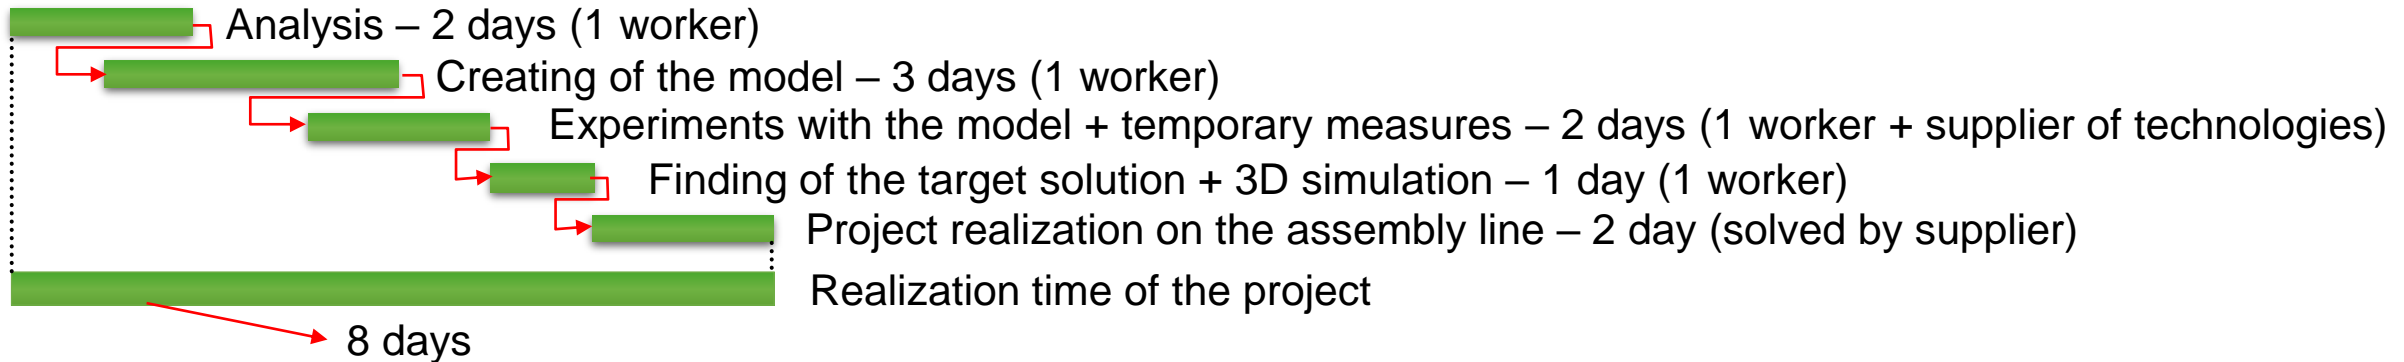 Analysis – 2 days (1 worker)
Creating of the model – 3 days (1 worker)
Experiments with the model + temporary measures – 2 days (1 worker + supplier of technologies)
Finding of the target solution + 3D simulation – 1 day (1 worker)
Project realization on the assembly line – 2 day (solved by supplier)
Realization time of the project
8 days